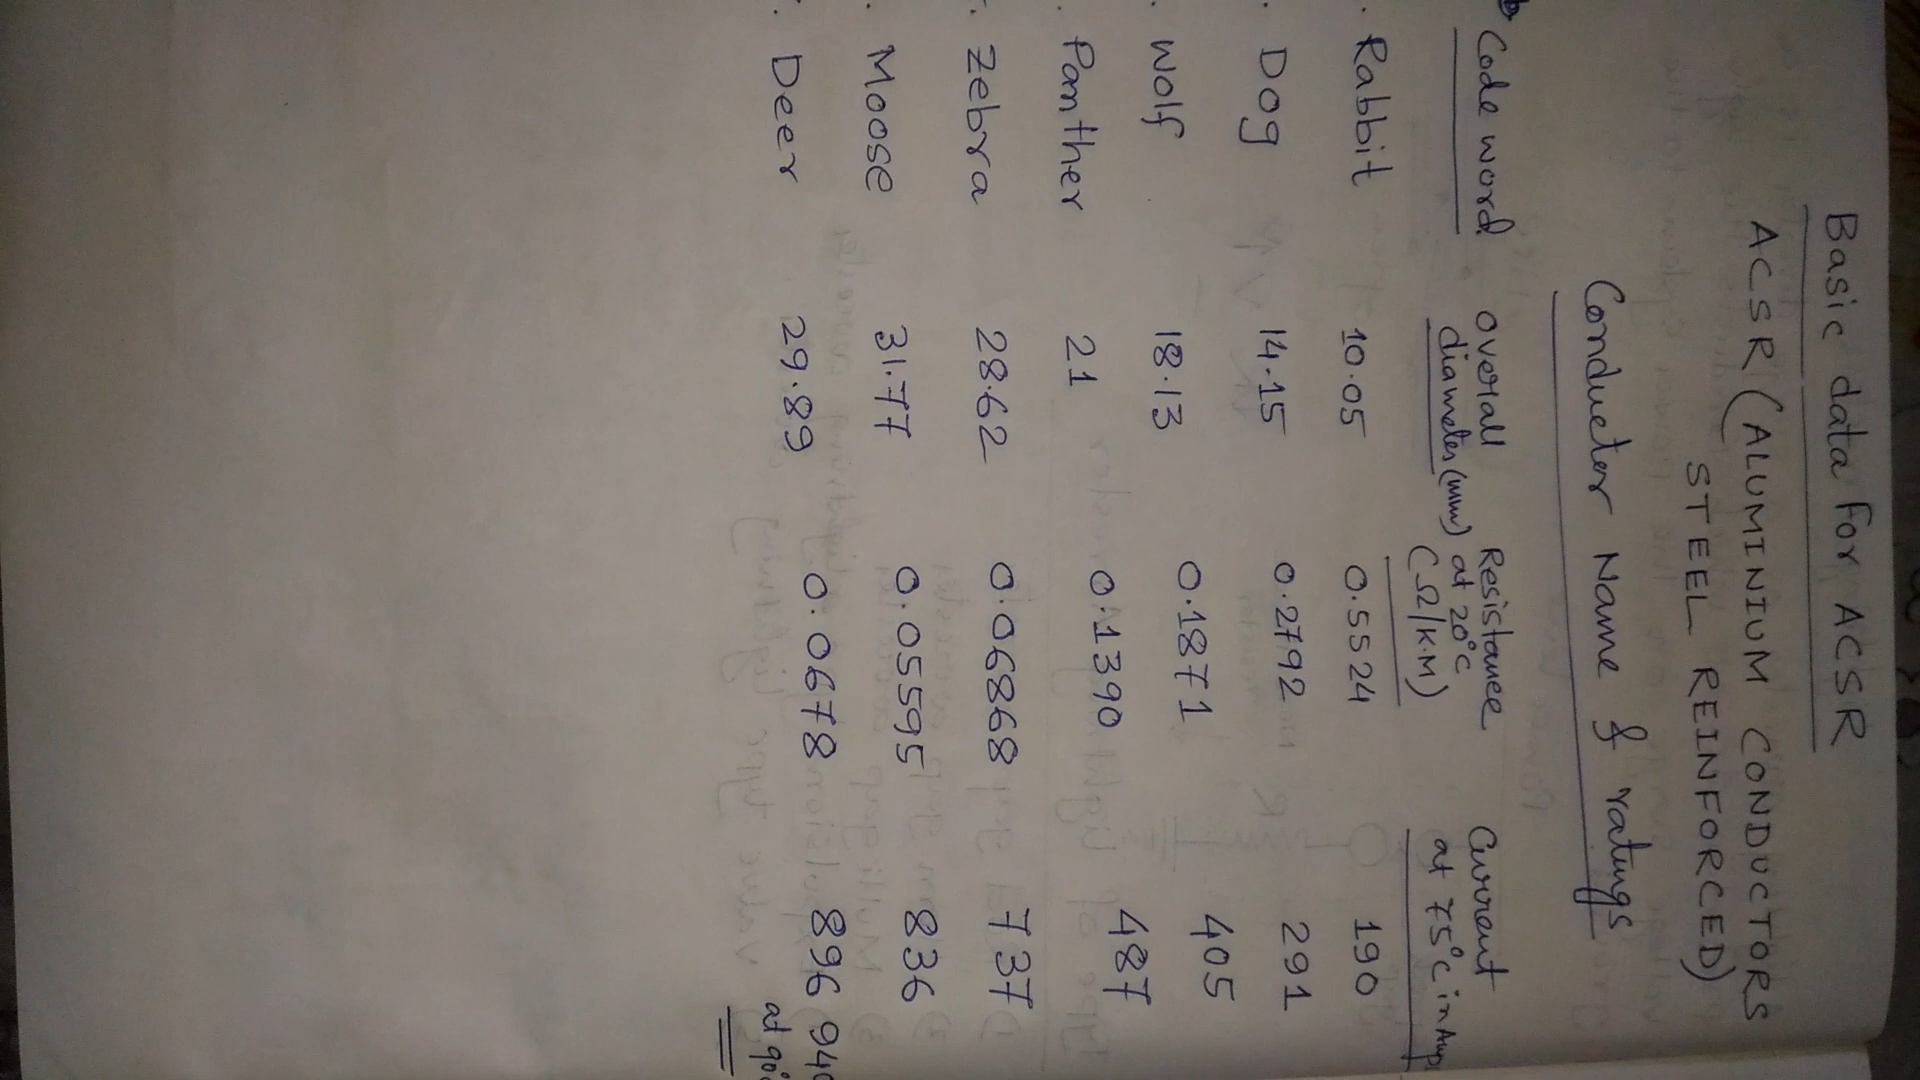 Basic data for ACSR
ACSR (ALUMINIUM CONDUCTORS
STEEL REINFORCED)
Conductor Name & ratings
Code word Overall diameter (mm) Resistance at 20°C (Ω/K.M) Current at 75°C in Amp
Rabbit 10.05 0.5524 190
Dog 14.15 0.2792 291
Wolf 18.13 0.1871 405
Panther 21 0.1390 487
Zebra 28.62 0.06868 737
Moose 31.77 0.05595 836
Deer 29.89 0.0678 896
at 90°